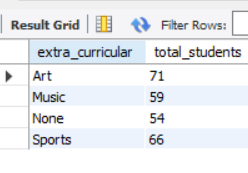 Result Grid Filter Rows:
extra_curricular total_students
Art 71
Music 59
None 54
Sports 66